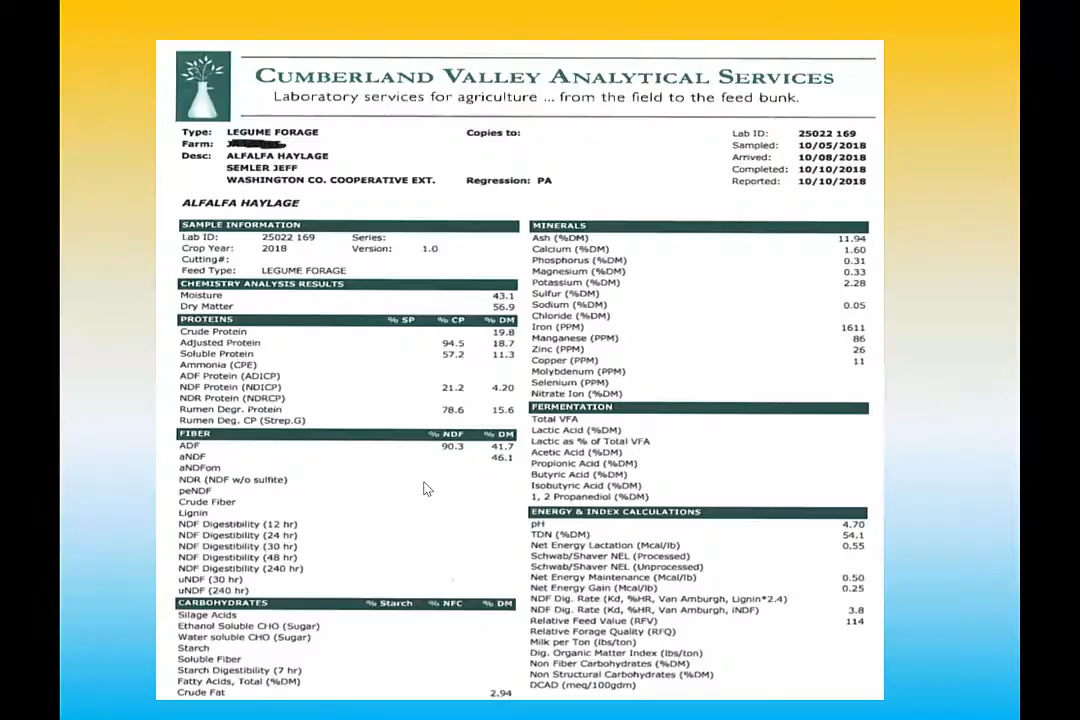 CUMBERLAND VALLEY ANALYTICAL SERVICES
Laboratory services for agriculture ... from the field to the feed bunk.
Type: LEGUME FORAGE Copies to: Lab ID: 25022 169
Farm: Sampled: 10/05/2018
Desc: ALFALFA HAYLAGE Arrived: 10/08/2018
SEMLER JEFF Completed: 10/10/2018
WASHINGTON CO. COOPERATIVE EXT. Regression: PA Reported: 10/10/2018
ALFALFA HAYLAGE
SAMPLE INFORMATION
Lab ID: 25022 169 Series:
Crop Year: 2018 Version: 1.0
Cutting#:
Feed Type: LEGUME FORAGE
CHEMISTRY ANALYSIS RESULTS
Moisture 43.1
Dry Matter 56.9
PROTEINS % SP % CP % DM
Crude Protein 19.8
Adjusted Protein 94.5 18.7
Soluble Protein 57.2 11.3
Ammonia (CPE)
ADF Protein (ADICP)
NDF Protein (NDICP) 21.2 4.20
NDR Protein (NDRCP)
Rumen Degr. Protein 78.6 15.6
Rumen Deg. CP (Strep.G)
FIBER % NDF % DM
ADF 90.3 41.7
aNDF 46.1
aNDFom
NDR (NDF w/o sulfite)
peNDF
Crude Fiber
Lignin
NDF Digestibility (12 hr)
NDF Digestibility (24 hr)
NDF Digestibility (30 hr)
NDF Digestibility (48 hr)
NDF Digestibility (240 hr)
uNDF (30 hr)
uNDF (240 hr)
CARBOHYDRATES % Starch % NFC % DM
Silage Acids
Ethanol Soluble CHO (Sugar)
Water soluble CHO (Sugar)
Starch
Soluble Fiber
Starch Digestibility (7 hr)
Fatty Acids, Total (%DM)
Crude Fat 2.94
MINERALS
Ash (%DM) 11.94
Calcium (%DM) 1.60
Phosphorus (%DM) 0.31
Magnesium (%DM) 0.33
Potassium (%DM) 2.28
Sulfur (%DM)
Sodium (%DM) 0.05
Chloride (%DM)
Iron (PPM) 1611
Manganese (PPM) 86
Zinc (PPM) 26
Copper (PPM) 11
Molybdenum (PPM)
Selenium (PPM)
Nitrate Ion (%DM)
FERMENTATION
Total VFA
Lactic Acid (%DM)
Lactic as % of Total VFA
Acetic Acid (%DM)
Propionic Acid (%DM)
Butyric Acid (%DM)
Isobutyric Acid (%DM)
1, 2 Propanediol (%DM)
ENERGY & INDEX CALCULATIONS
pH 4.70
TDN (%DM) 54.1
Net Energy Lactation (Mcal/lb) 0.55
Schwab/Shaver NEL (Processed)
Schwab/Shaver NEL (Unprocessed)
Net Energy Maintenance (Mcal/lb) 0.50
Net Energy Gain (Mcal/lb) 0.25
NDF Dig. Rate (Kd, %HR, Van Amburgh, Lignin*2.4)
NDF Dig. Rate (Kd, %HR, Van Amburgh, iNDF) 3.8
Relative Feed Value (RFV) 114
Relative Forage Quality (RFQ)
Milk per Ton (lbs/ton)
Dig. Organic Matter Index (lbs/ton)
Non Fiber Carbohydrates (%DM)
Non Structural Carbohydrates (%DM)
DCAD (meq/100gdm)